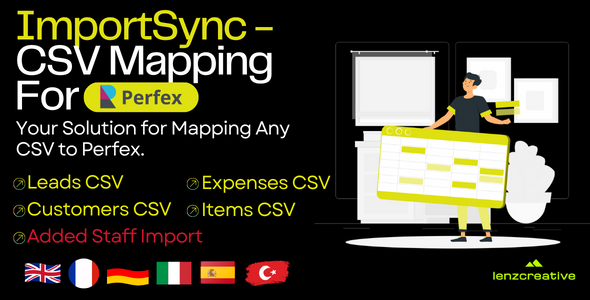 ImportSync –
CSV Mapping
For Perfex
Your Solution for Mapping Any
CSV to Perfex.
Leads CSV
Expenses CSV
Customers CSV
Items CSV
Added Staff Import
lenzcreative